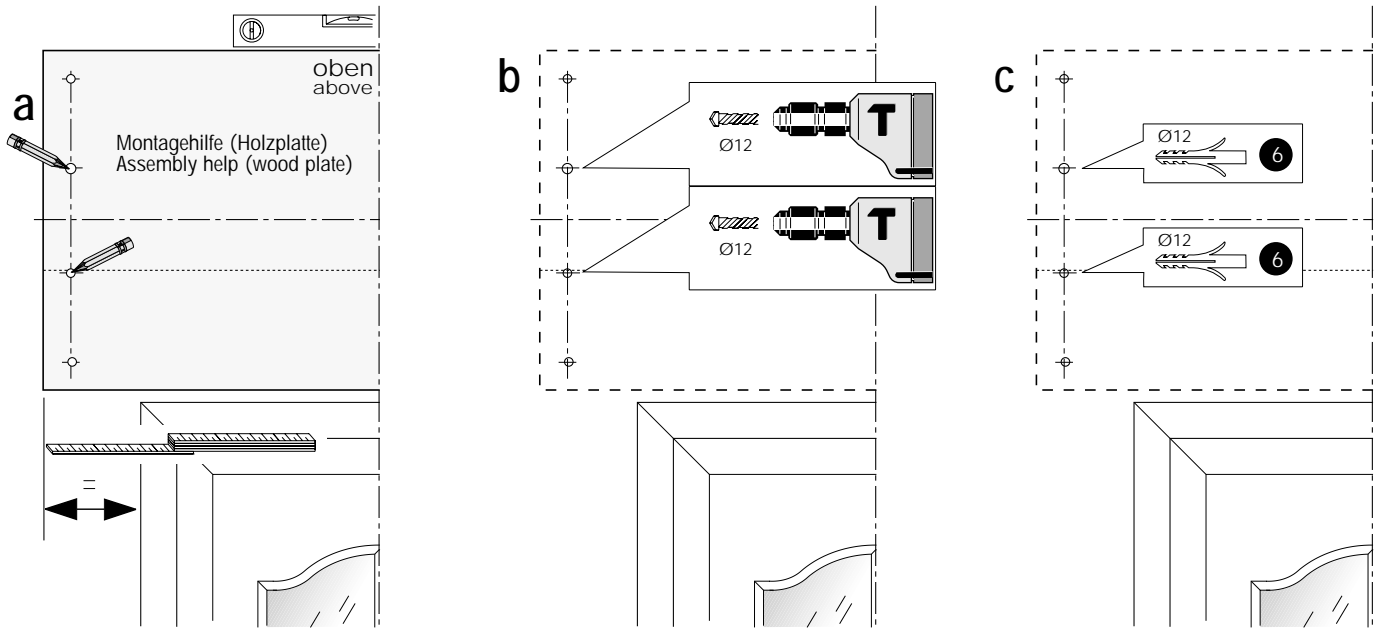 a
oben
above
Montagehilfe (Holzplatte)
Assembly help (wood plate)
=
b
Ø12
T
Ø12
T
c
Ø12
6
Ø12
6